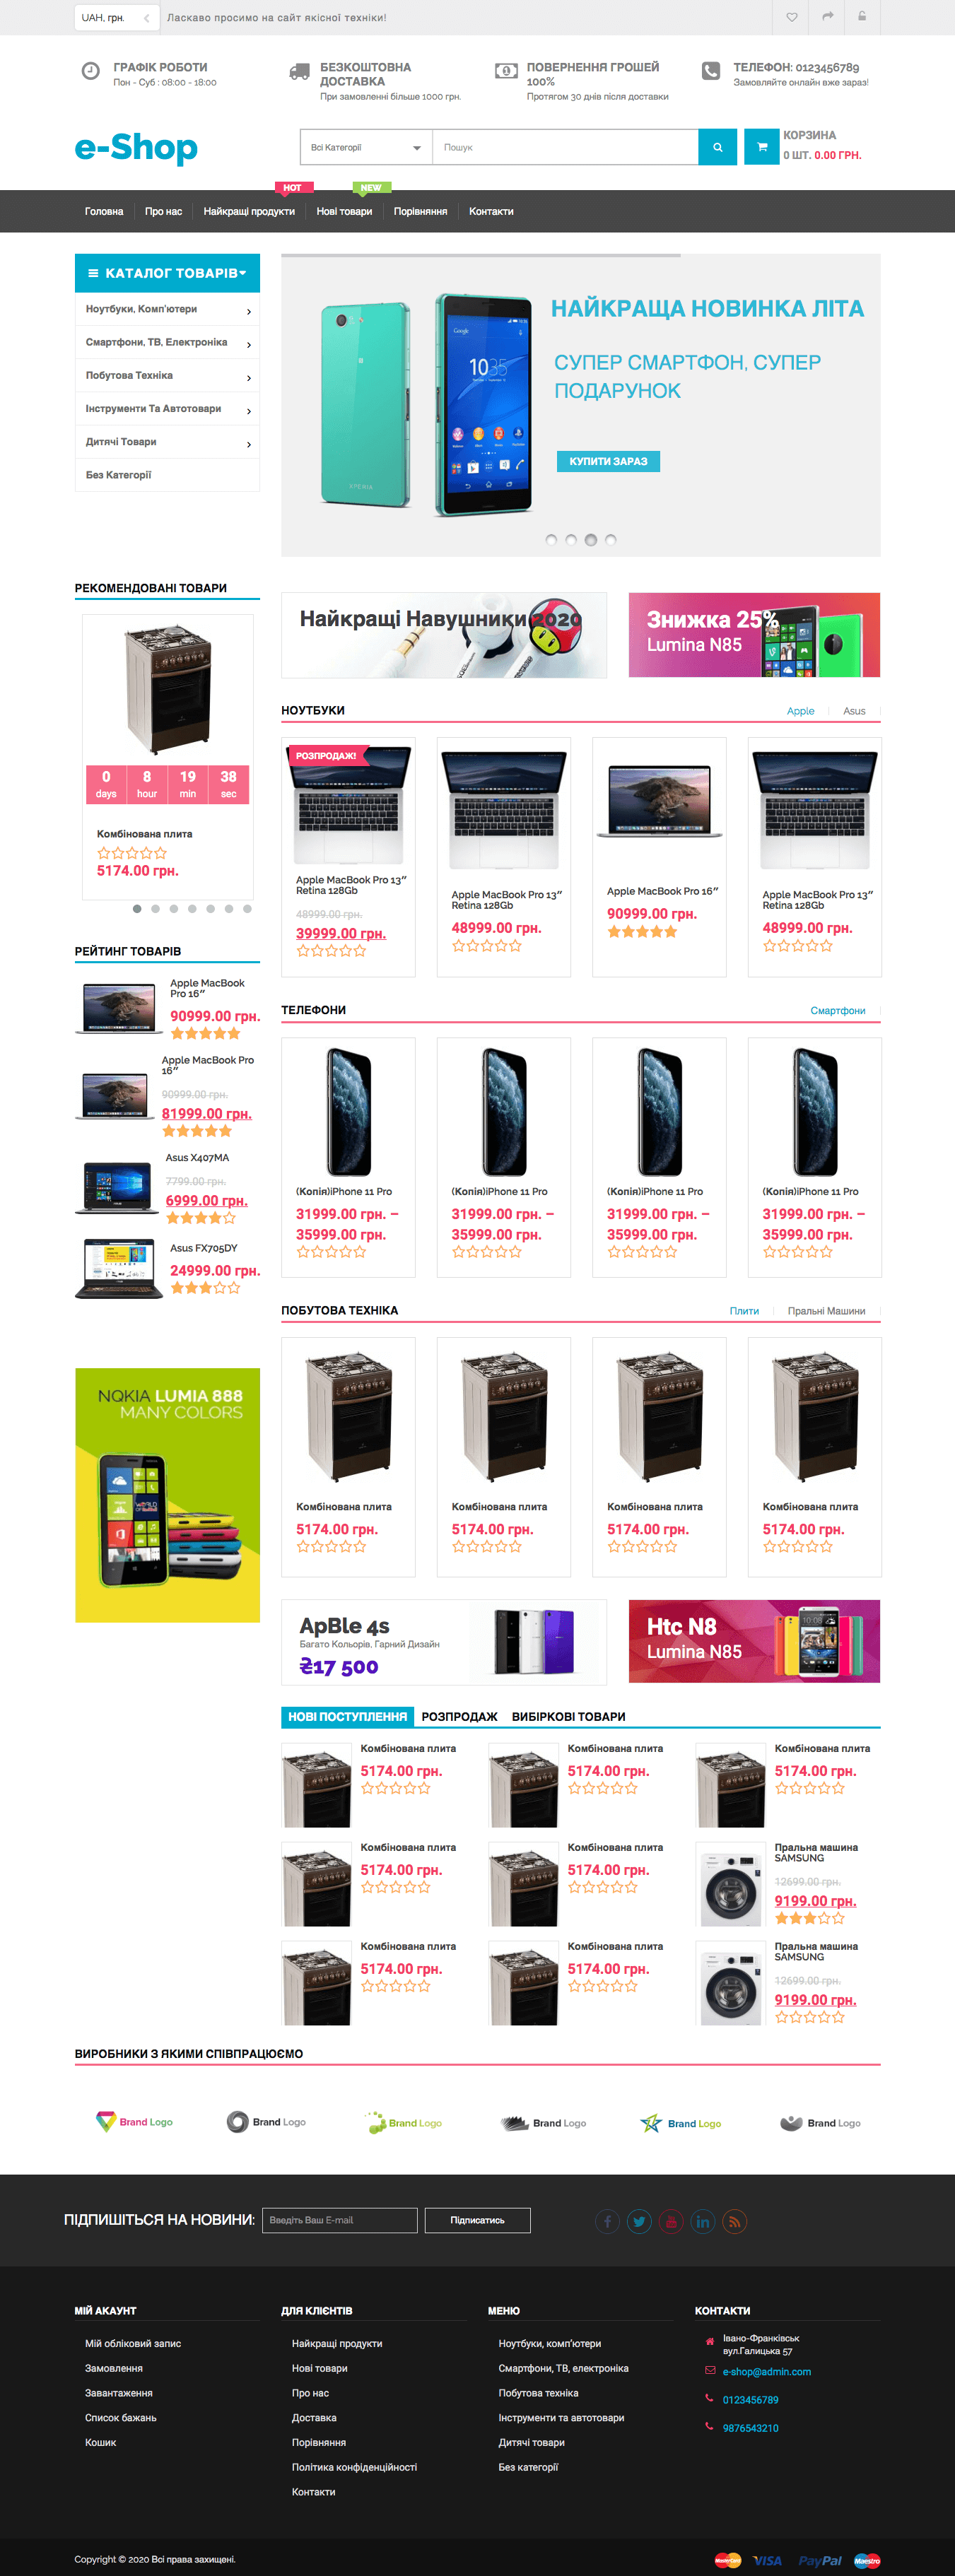 UAH, грн.
Ласкаво просимо на сайт якісної техніки!
ГРАФІК РОБОТИ
Пон - Суб : 08:00 - 18:00
БЕЗКОШТОВНА
ДОСТАВКА
При замовленні більше 1000 грн.
ПОВЕРНЕННЯ ГРОШЕЙ
100%
Протягом 30 днів після доставки
ТЕЛЕФОН: 0123456789
Замовляйте онлайн вже зараз!
e-Shop
Всі Категорії
Пошук
КОРЗИНА
0 ШТ. 0.00 ГРН.
HOT
NEW
Головна
Про нас
Найкращі продукти
Нові товари
Порівняння
Контакти
КАТАЛОГ ТОВАРІВ
Ноутбуки, Комп'ютери
Смартфони, ТВ, Електроніка
Побутова Техніка
Інструменти Та Автотовари
Дитячі Товари
Без Категорії
НАЙКРАЩА НОВИНКА ЛІТА
СУПЕР СМАРТФОН, СУПЕР
ПОДАРУНОК
КУПИТИ ЗАРАЗ
Google
10:35
XPERIA
РЕКОМЕНДОВАНІ ТОВАРИ
0
days
8
hour
19
min
38
sec
Комбінована плита
5174.00 грн.
РЕЙТИНГ ТОВАРІВ
Apple MacBook
Pro 16″
90999.00 грн.
Apple MacBook Pro
16″
90999.00 грн.
81999.00 грн.
Asus X407MA
7799.00 грн.
6999.00 грн.
Asus FX705DY
24999.00 грн.
NQKIA LUMIA 888
MANY COLORS
Найкращі Навушники 2020
Знижка 25%
Lumina N85
НОУТБУКИ
Apple
Asus
РОЗПРОДАЖ!
Apple MacBook Pro 13″
Retina 128Gb
48999.00 грн.
39999.00 грн.
Apple MacBook Pro 13″
Retina 128Gb
48999.00 грн.
Apple MacBook Pro 16″
90999.00 грн.
Apple MacBook Pro 13″
Retina 128Gb
48999.00 грн.
ТЕЛЕФОНИ
Смартфони
(Копія)iPhone 11 Pro
31999.00 грн. –
35999.00 грн.
(Копія)iPhone 11 Pro
31999.00 грн. –
35999.00 грн.
(Копія)iPhone 11 Pro
31999.00 грн. –
35999.00 грн.
(Копія)iPhone 11 Pro
31999.00 грн. –
35999.00 грн.
ПОБУТОВА ТЕХНІКА
Плити
Пральні Машини
Комбінована плита
5174.00 грн.
Комбінована плита
5174.00 грн.
Комбінована плита
5174.00 грн.
Комбінована плита
5174.00 грн.
ApBle 4s
Багато Кольорів, Гарний Дизайн
₴17 500
Htc N8
Lumina N85
НОВІ ПОСТУПЛЕННЯ
РОЗПРОДАЖ
ВИБІРКОВІ ТОВАРИ
Комбінована плита
5174.00 грн.
Комбінована плита
5174.00 грн.
Комбінована плита
5174.00 грн.
Комбінована плита
5174.00 грн.
Комбінована плита
5174.00 грн.
Пральна машина
SAMSUNG
12699.00 грн.
9199.00 грн.
Комбінована плита
5174.00 грн.
Комбінована плита
5174.00 грн.
Пральна машина
SAMSUNG
12699.00 грн.
9199.00 грн.
ВИРОБНИКИ З ЯКИМИ СПІВПРАЦЮЄМО
Brand Logo
Brand Logo
Brand Logo
Brand Logo
Brand Logo
Brand Logo
ПІДПИШІТЬСЯ НА НОВИНИ:
Введіть Ваш E-mail
Підписатись
МІЙ АКАУНТ
Мій обліковий запис
Замовлення
Завантаження
Список бажань
Кошик
ДЛЯ КЛІЄНТІВ
Найкращі продукти
Нові товари
Про нас
Доставка
Порівняння
Політика конфіденційності
Контакти
МЕНЮ
Ноутбуки, комп'ютери
Смартфони, ТВ, електроніка
Побутова техніка
Інструменти та автотовари
Дитячі товари
Без категорії
КОНТАКТИ
Івано-Франківськ
вул.Галицька 57
e-shop@admin.com
0123456789
9876543210
Copyright © 2020 Всі права захищені.
MasterCard
VISA
PayPal
Maestro